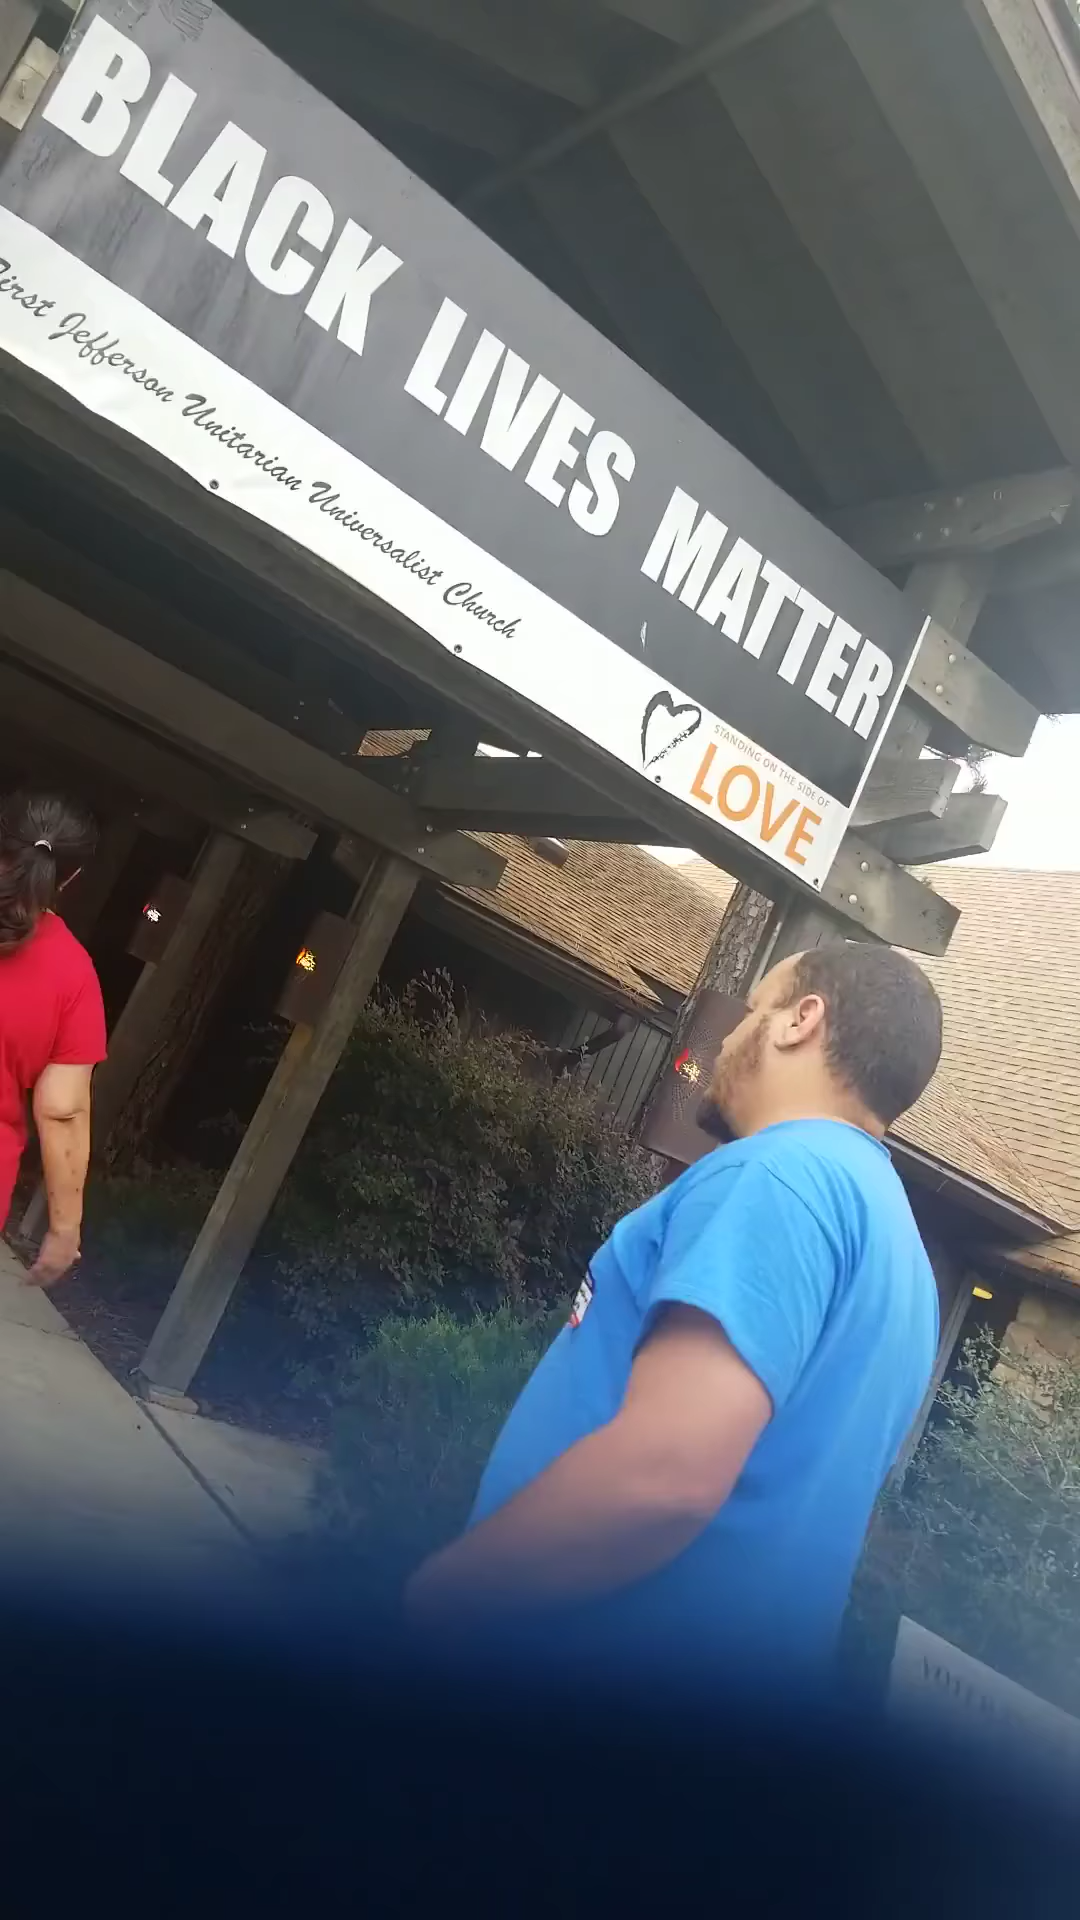 BLACK LIVES MATTER
First Jefferson Unitarian Universalist Church
STANDING ON THE SIDE OF
LOVE